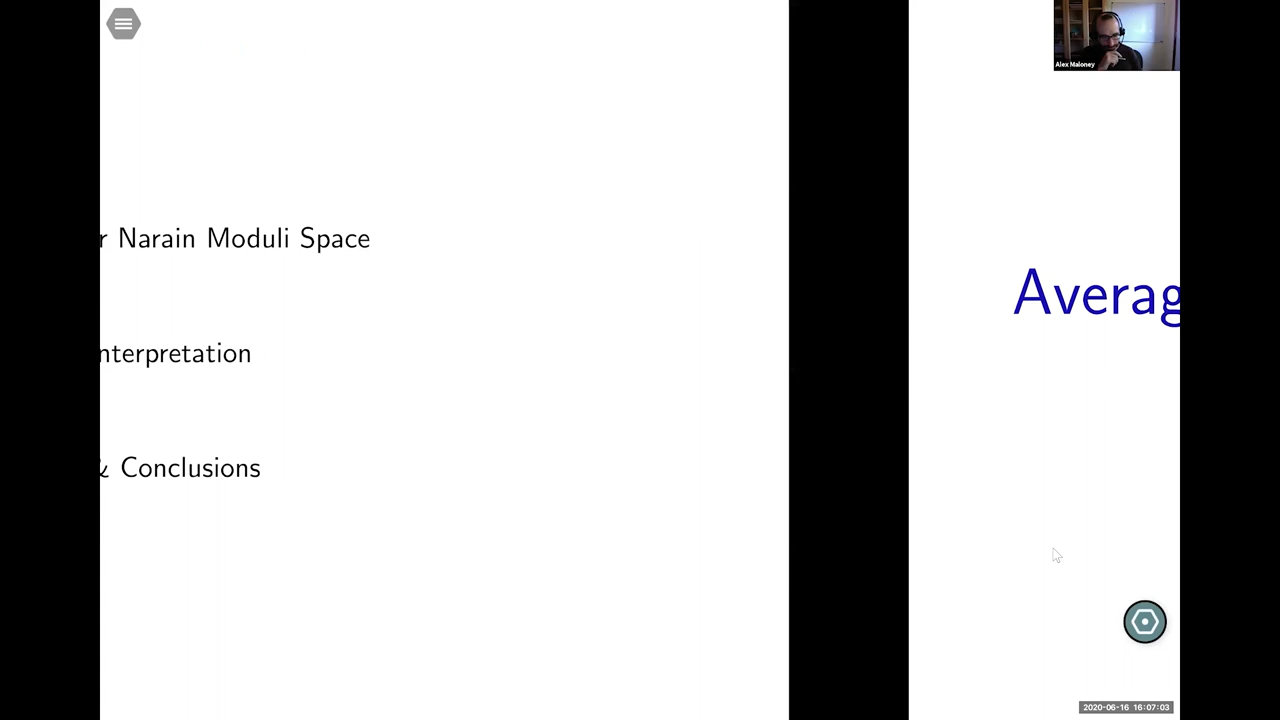 r Narain Moduli Space
nterpretation
& Conclusions
Averag
Alex Maloney
2020-06-16 16:07:03